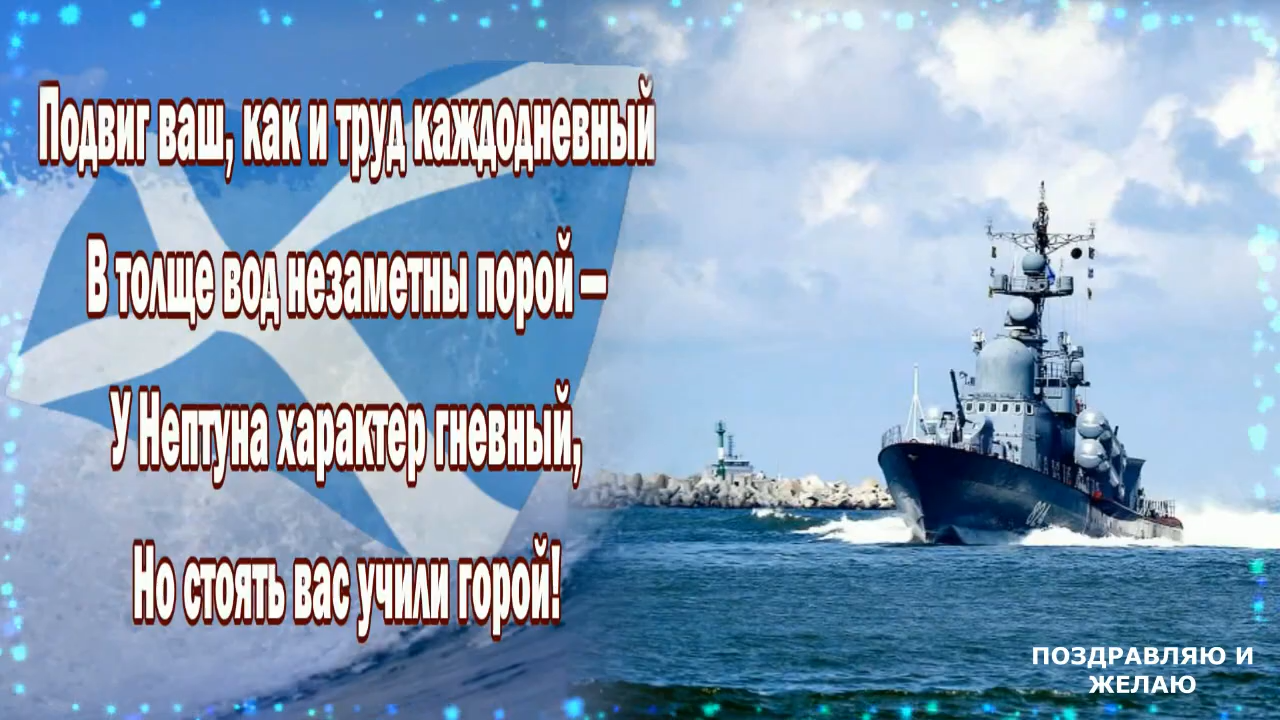 Подвиг ваш, как и труд каждодневный
В толще вод незаметны порой –
У Нептуна характер гневный,
Но стоять вас учили горой!
ПОЗДРАВЛЯЮ И
ЖЕЛАЮ